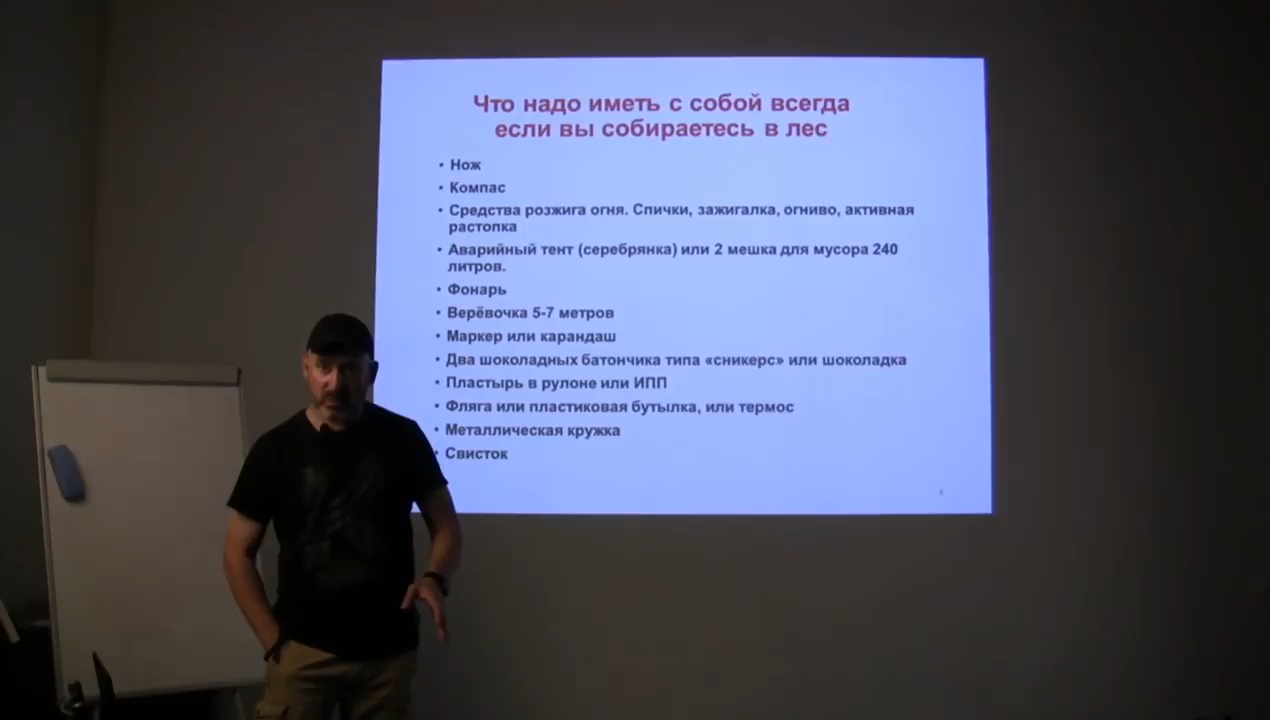 Что надо иметь с собой всегда
если вы собираетесь в лес
• Нож
• Компас
• Средства розжига огня. Спички, зажигалка, огниво, активная
растопка
• Аварийный тент (серебрянка) или 2 мешка для мусора 240
литров.
• Фонарь
• Верёвочка 5-7 метров
• Маркер или карандаш
• Два шоколадных батончика типа «сникерс» или шоколадка
• Пластырь в рулоне или ИПП
• Фляга или пластиковая бутылка, или термос
• Металлическая кружка
• Свисток